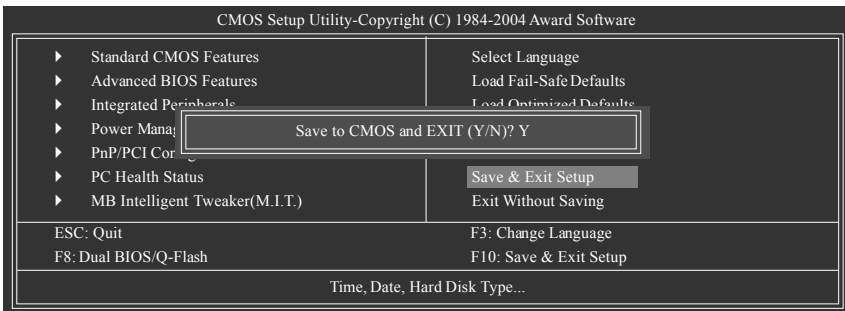 CMOS Setup Utility-Copyright (C) 1984-2004 Award Software
Standard CMOS Features
Advanced BIOS Features
Integrated Peripherals
Power
PnP/PCI
PC Health Status
MB Intelligent Tweaker(M.I.T.)
Select Language
Load Fail-Safe Defaults
Load Optimized Defaults
Save & Exit Setup
Exit Without Saving
Save to CMOS and EXIT (Y/N)? Y
ESC: Quit
F3: Change Language
F8: Dual BIOS/Q-Flash
F10: Save & Exit Setup
Time, Date, Hard Disk Type...